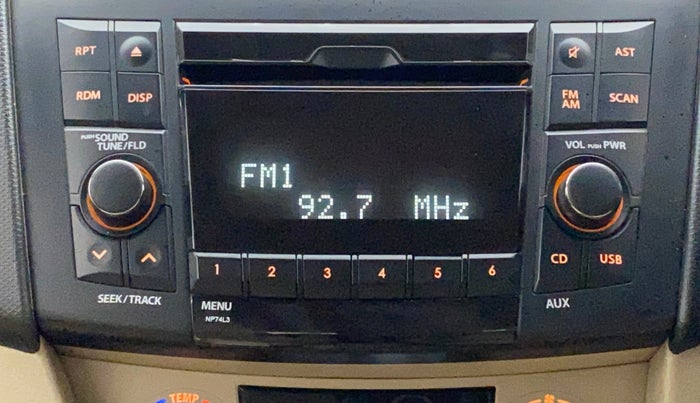 RPT
AST
RDM
DISP
FM
AM
SCAN
PUSH SOUND
TUNE/FLD
VOL PUSH PWR
FM1
92.7 MHz
1 2 3 4 5 6
CD
USB
SEEK/TRACK
MENU
NP74L3
AUX
TEMP